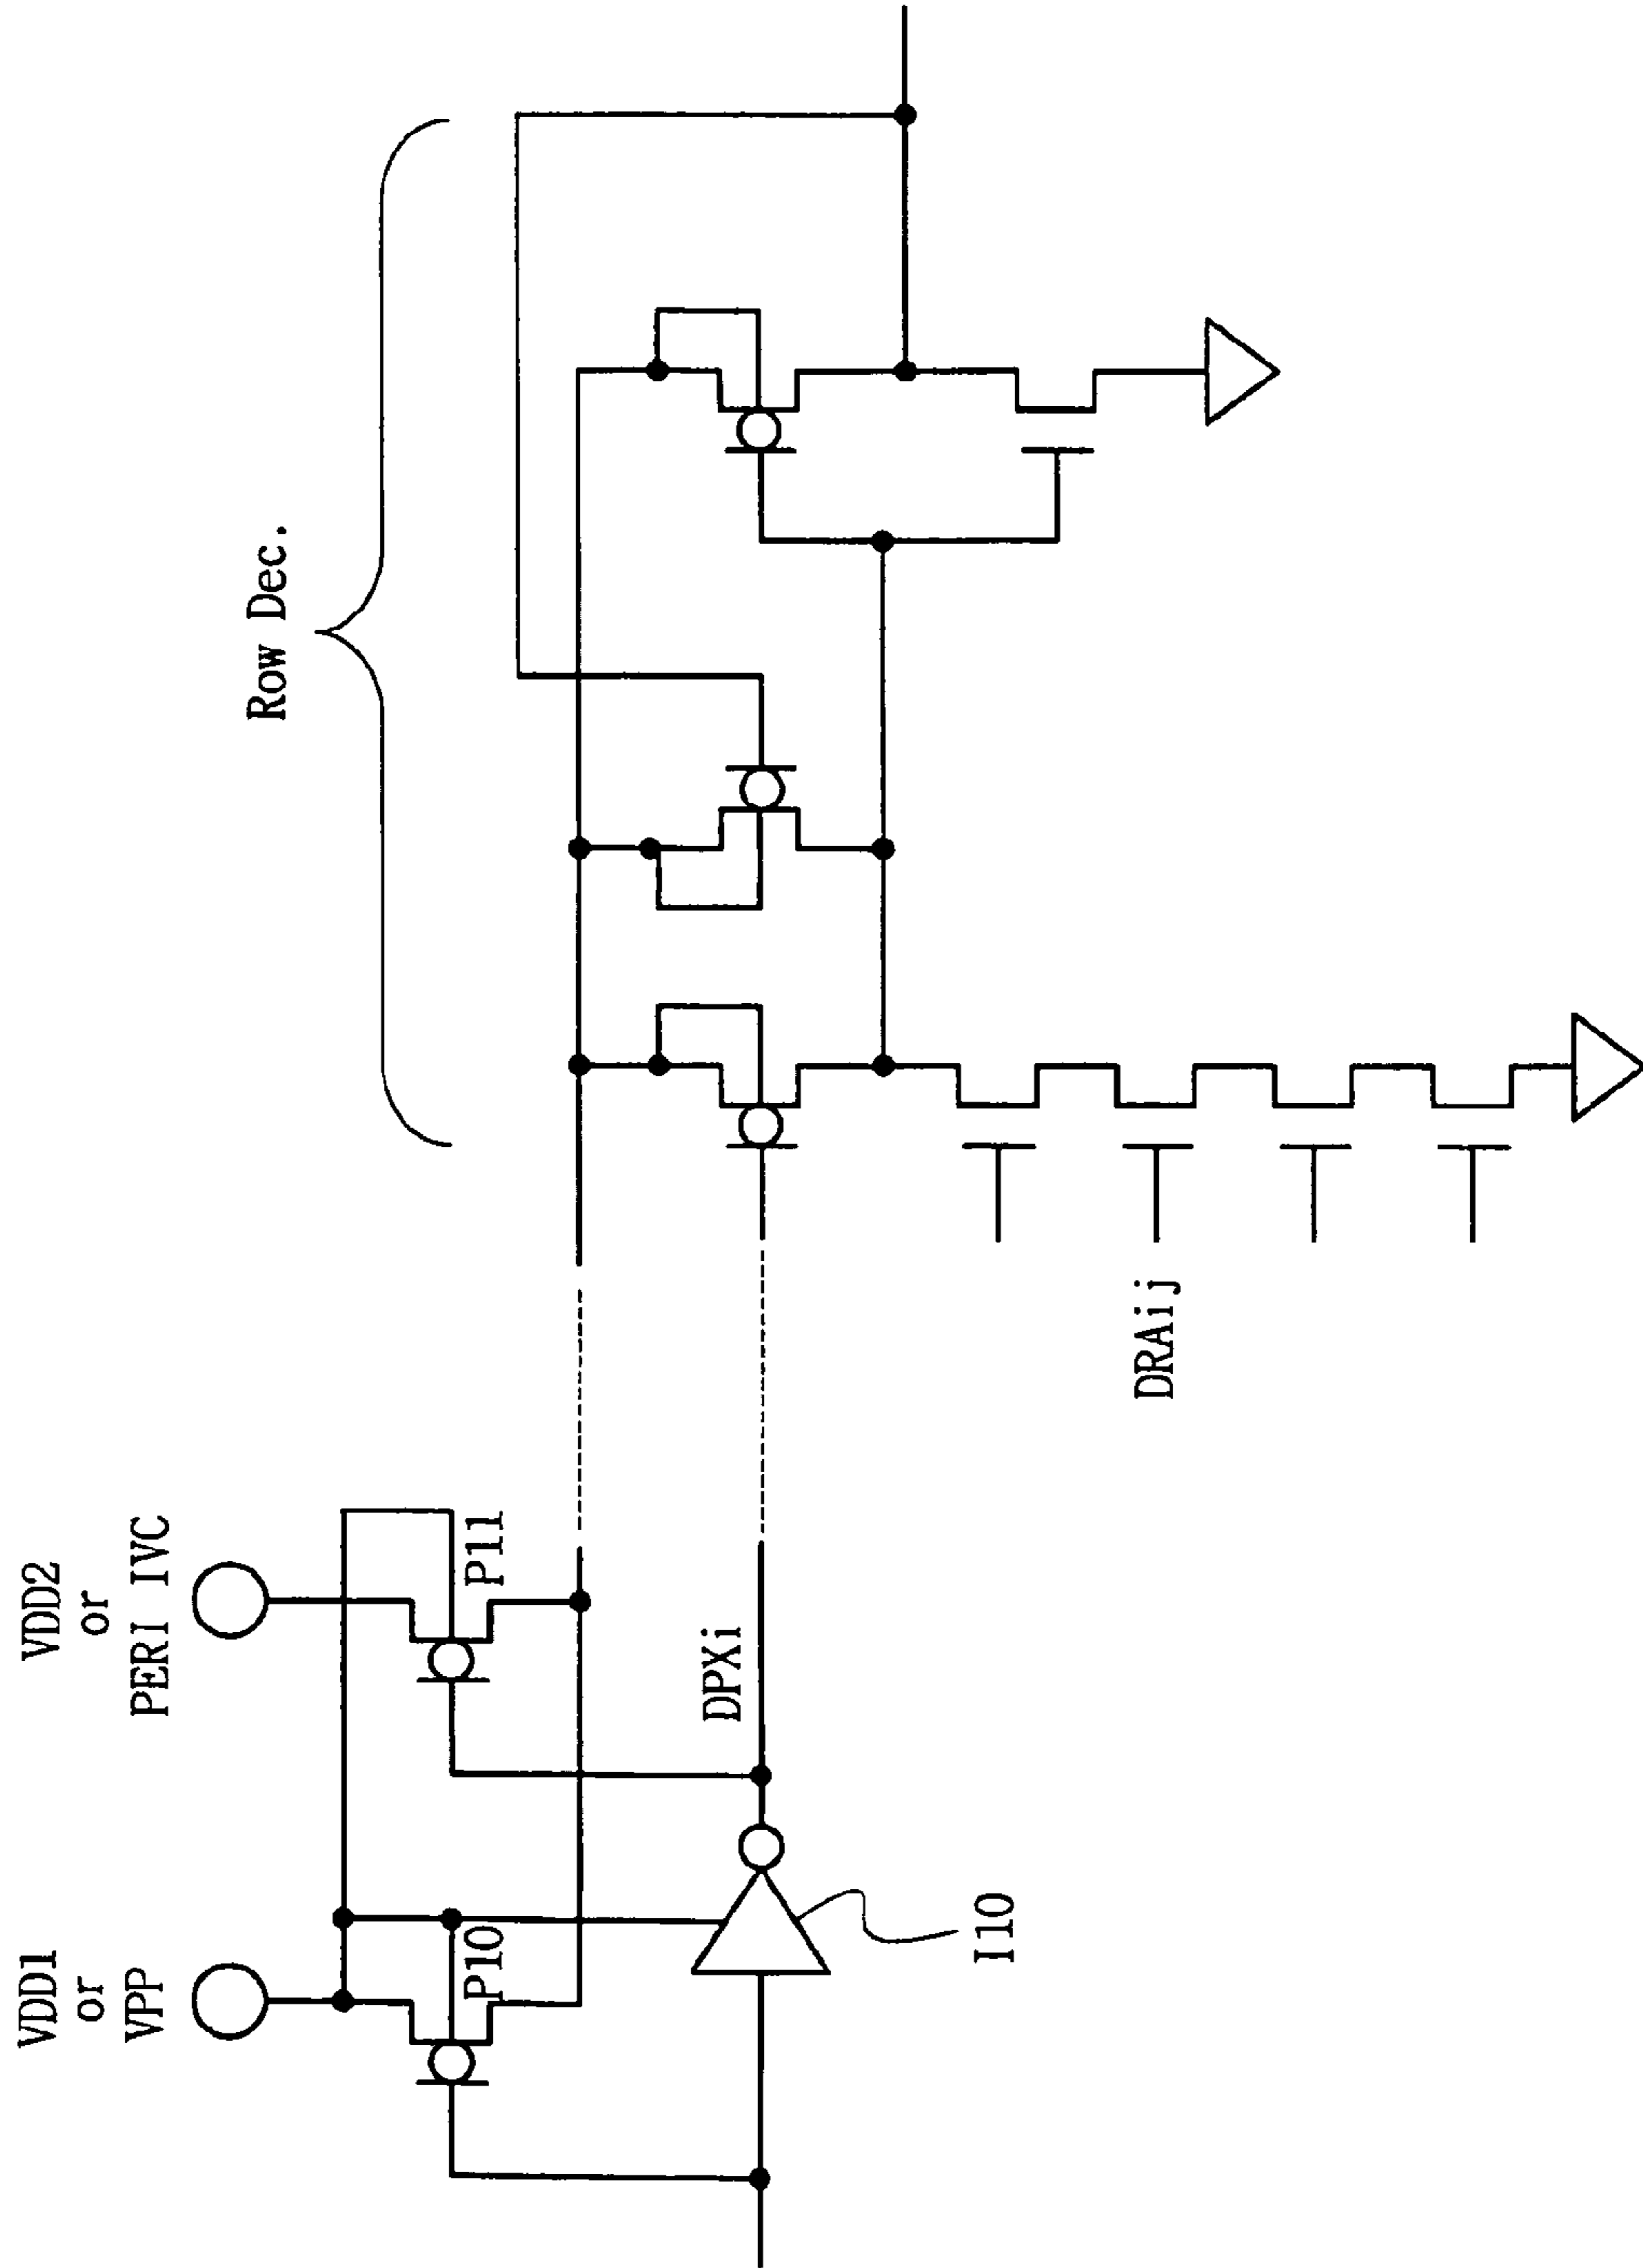 VDD1
or
VPP
VDD2
or
PERI IVC
Row Dec.
P10
P11
DPXi
I10
DRAij